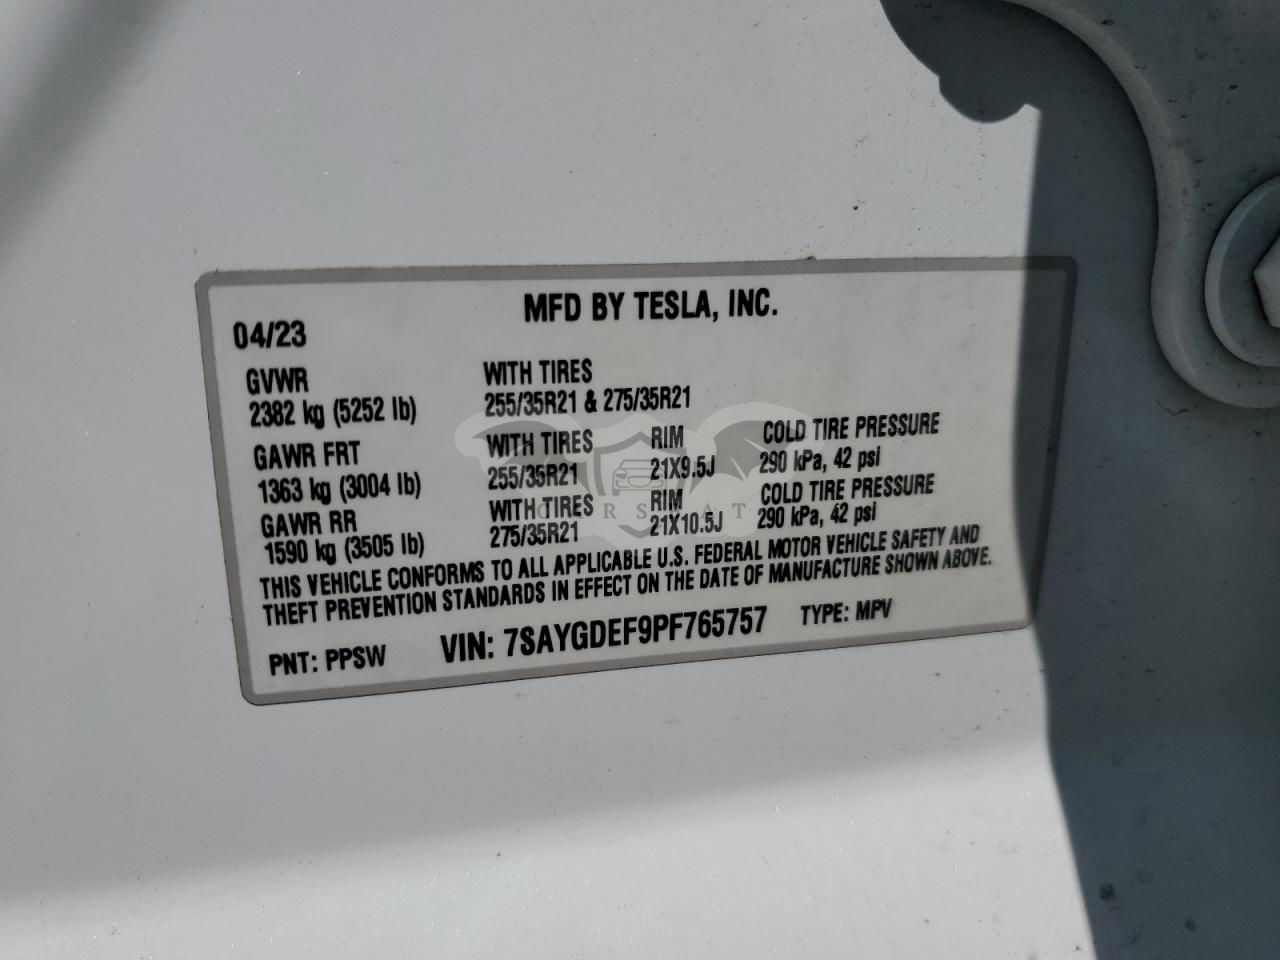 MFD BY TESLA, INC.
04/23
GVWR WITH TIRES
2382 kg (5252 lb) 255/35R21 & 275/35R21
GAWR FRT WITH TIRES RIM COLD TIRE PRESSURE
1363 kg (3004 lb) 255/35R21 21X9.5J 290 kPa, 42 psi
GAWR RR WITH TIRES RIM COLD TIRE PRESSURE
1590 kg (3505 lb) 275/35R21 21X10.5J 290 kPa, 42 psi
THIS VEHICLE CONFORMS TO ALL APPLICABLE U.S. FEDERAL MOTOR VEHICLE SAFETY AND
THEFT PREVENTION STANDARDS IN EFFECT ON THE DATE OF MANUFACTURE SHOWN ABOVE.
PNT: PPSW VIN: 7SAYGDEF9PF765757 TYPE: MPV